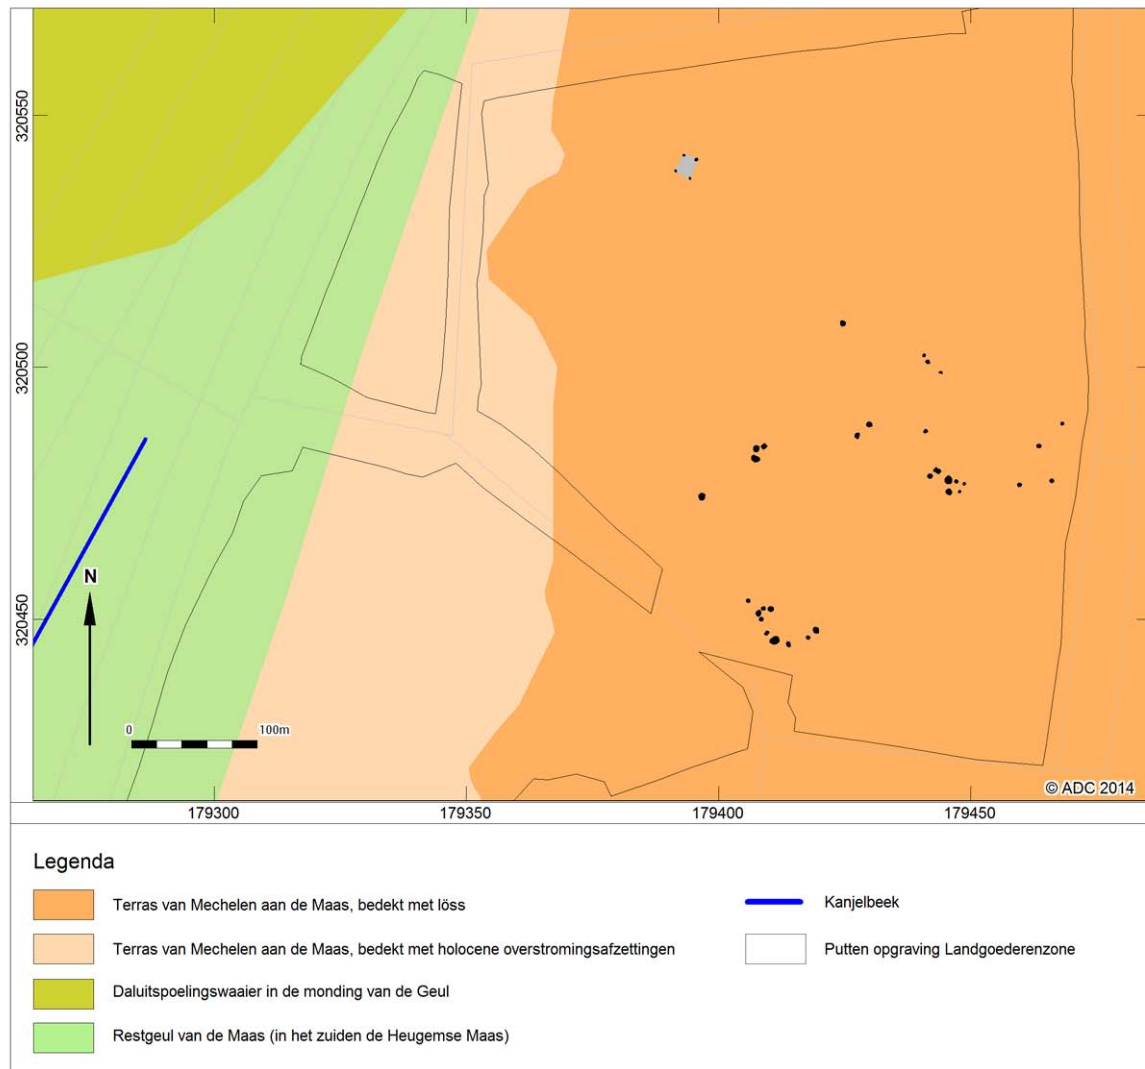 320550
320500
320450
N
0 100m
© ADC 2014
179300 179350 179400 179450
Legenda
Terras van Mechelen aan de Maas, bedekt met löss
Terras van Mechelen aan de Maas, bedekt met holocene overstromingsafzettingen
Daluitspoelingswaaier in de monding van de Geul
Restgeul van de Maas (in het zuiden de Heugemse Maas)
Kanjelbeek
Putten opgraving Landgoederenzone